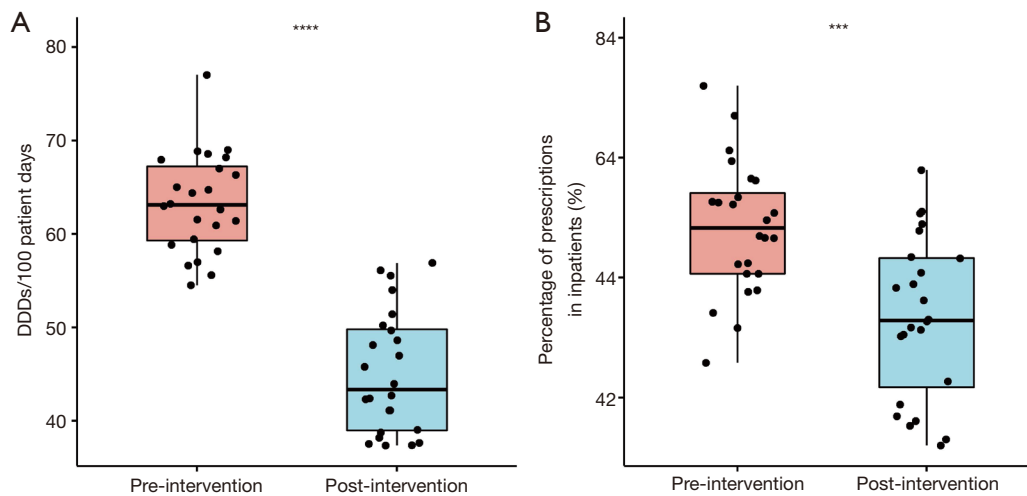 A
DDDs/100 patient days
80
70
60
50
40
****
Pre-intervention
Post-intervention
B
Percentage of prescriptions
in inpatients (%)
84
64
44
42
***
Pre-intervention
Post-intervention